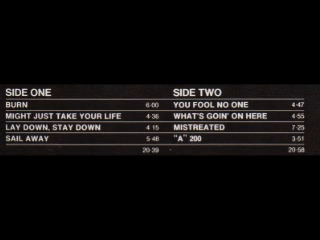 SIDE ONE
BURN 6·00
MIGHT JUST TAKE YOUR LIFE 4·36
LAY DOWN, STAY DOWN 4·15
SAIL AWAY 5·48
20·39
SIDE TWO
YOU FOOL NO ONE 4·47
WHAT'S GOIN' ON HERE 4·55
MISTREATED 7·25
"A" 200 3·51
20·58